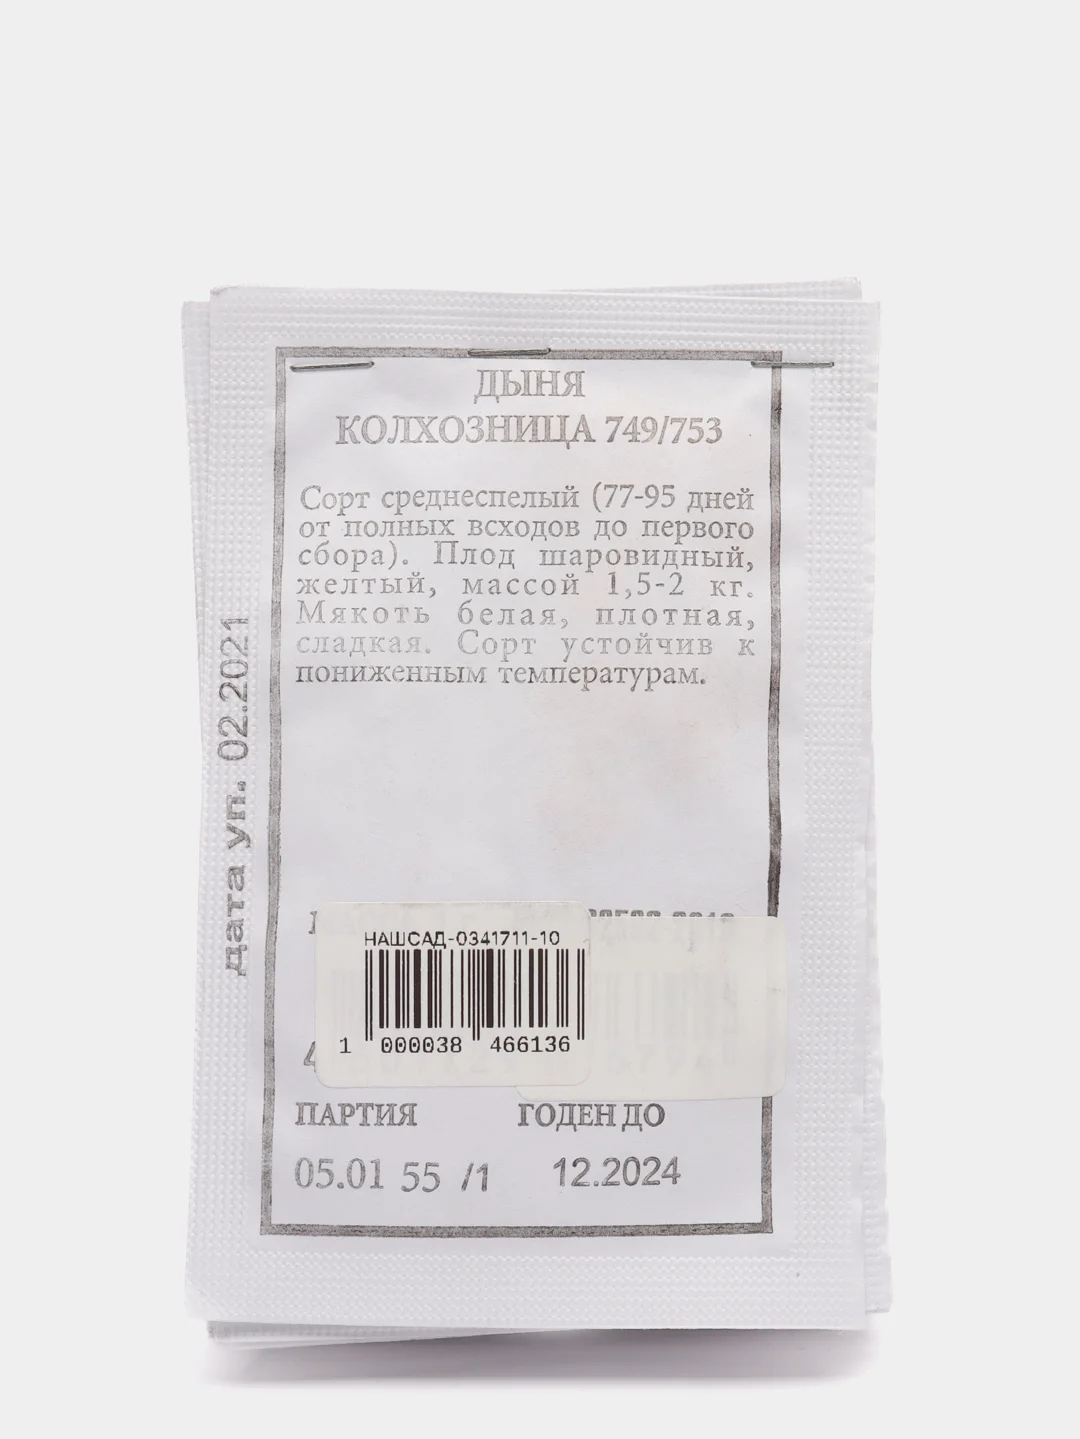 ДЫНЯ
КОЛХОЗНИЦА 749/753
Сорт среднеспелый (77-95 дней
от полных всходов до первого
сбора). Плод шаровидный,
желтый, массой 1,5-2 кг.
Мякоть белая, плотная,
сладкая. Сорт устойчив к
пониженным температурам.
дата уп.. 02.2021
НАШСАД-0341711-10
1 000038 466136
ПАРТИЯ ГОДЕН ДО
05.01 55 /1 12.2024